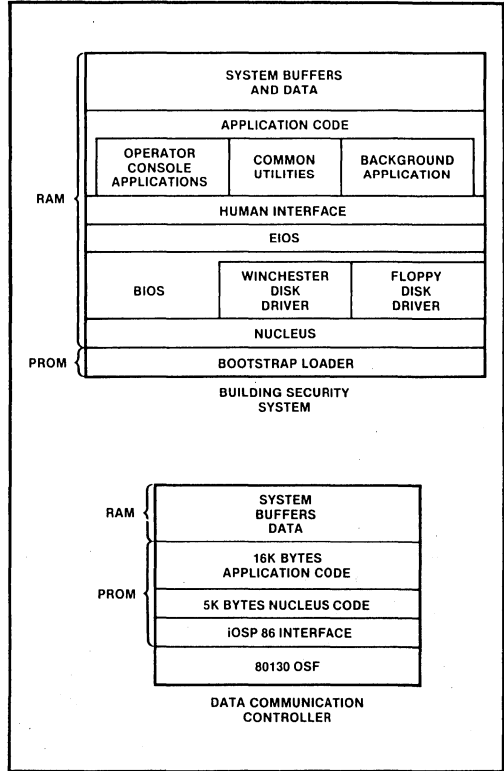 SYSTEM BUFFERS
AND DATA
APPLICATION CODE
OPERATOR
CONSOLE
APPLICATIONS
COMMON
UTILITIES
BACKGROUND
APPLICATION
RAM
HUMAN INTERFACE
EIOS
BIOS
WINCHESTER
DISK
DRIVER
FLOPPY
DISK
DRIVER
NUCLEUS
PROM
BOOTSTRAP LOADER
BUILDING SECURITY
SYSTEM
RAM
SYSTEM
BUFFERS
DATA
PROM
16K BYTES
APPLICATION CODE
5K BYTES NUCLEUS CODE
iOSP 86 INTERFACE
80130 OSF
DATA COMMUNICATION
CONTROLLER